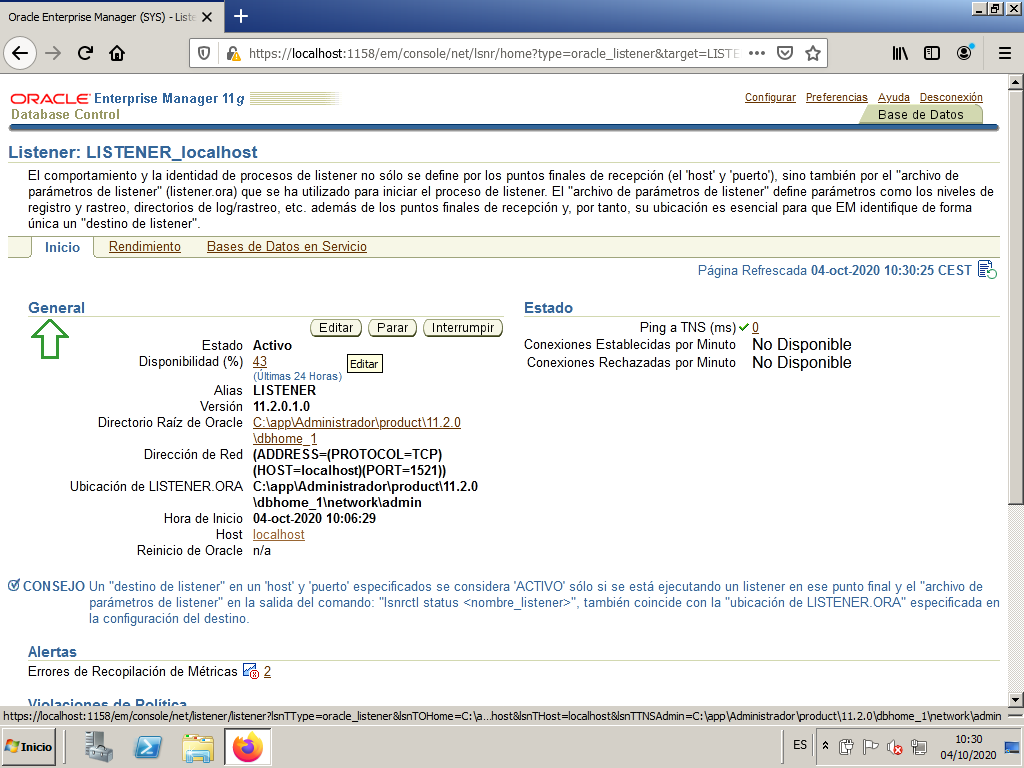 Oracle Enterprise Manager (SYS) - Liste
https://localhost:1158/em/console/net/lsnr/home?type=oracle_listener&target=LISTE
ORACLE Enterprise Manager 11g
Database Control
Configurar Preferencias Ayuda Desconexión
Base de Datos
Listener: LISTENER_localhost
El comportamiento y la identidad de procesos de listener no sólo se define por los puntos finales de recepción (el 'host' y 'puerto'), sino también por el "archivo de
parámetros de listener" (listener.ora) que se ha utilizado para iniciar el proceso de listener. El "archivo de parámetros de listener" define parámetros como los niveles de
registro y rastreo, directorios de log/rastreo, etc. además de los puntos finales de recepción y, por tanto, su ubicación es esencial para que EM identifique de forma
única un "destino de listener".
Inicio Rendimiento Bases de Datos en Servicio
Página Refrescada 04-oct-2020 10:30:25 CEST
General
Editar Parar Interrumpir
Estado Activo
Disponibilidad (%) 43
(Últimas 24 Horas)
Editar
Alias LISTENER
Versión 11.2.0.1.0
Directorio Raíz de Oracle C:\app\Administrador\product\11.2.0
\dbhome_1
Dirección de Red (ADDRESS=(PROTOCOL=TCP)
(HOST=localhost)(PORT=1521))
Ubicación de LISTENER.ORA C:\app\Administrador\product\11.2.0
\dbhome_1\network\admin
Hora de Inicio 04-oct-2020 10:06:29
Host localhost
Reinicio de Oracle n/a
Estado
Ping a TNS (ms) 0
Conexiones Establecidas por Minuto No Disponible
Conexiones Rechazadas por Minuto No Disponible
CONSEJO Un "destino de listener" en un 'host' y 'puerto' especificados se considera 'ACTIVO' sólo si se está ejecutando un listener en ese punto final y el "archivo de
parámetros de listener" en la salida del comando: "lsnrctl status <nombre_listener>", también coincide con la "ubicación de LISTENER.ORA" especificada en
la configuración del destino.
Alertas
Errores de Recopilación de Métricas 2
Violaciones de Política
https://localhost:1158/em/console/net/listener/listener?lsnTType=oracle_listener&lsnTOHome=C:\a...host&lsnTHost=localhost&lsnTTNSAdmin=C:\app\Administrador\product\11.2.0\dbhome_1\network\admin
Inicio
ES
10:30
04/10/2020